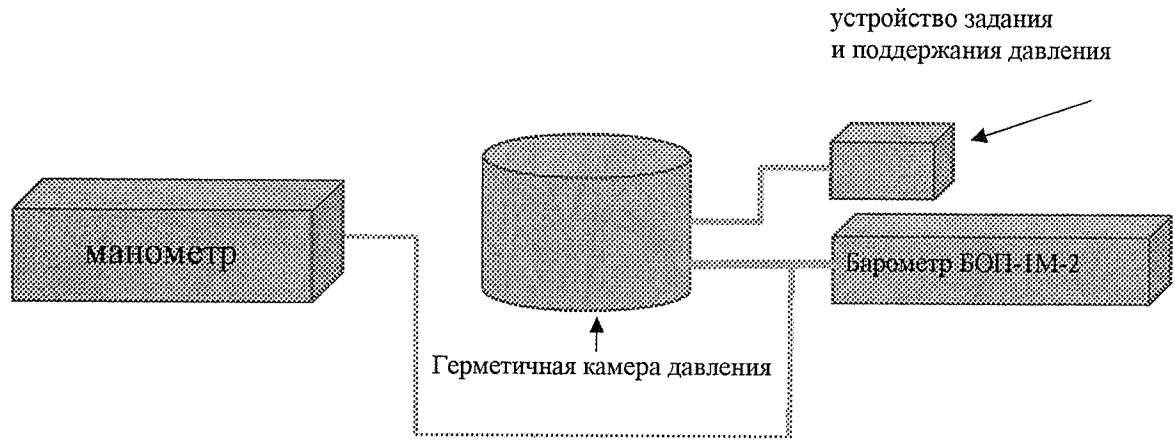 устройство задания
и поддержания давления
манометр
Барометр БОП-1М-2
Герметичная камера давления